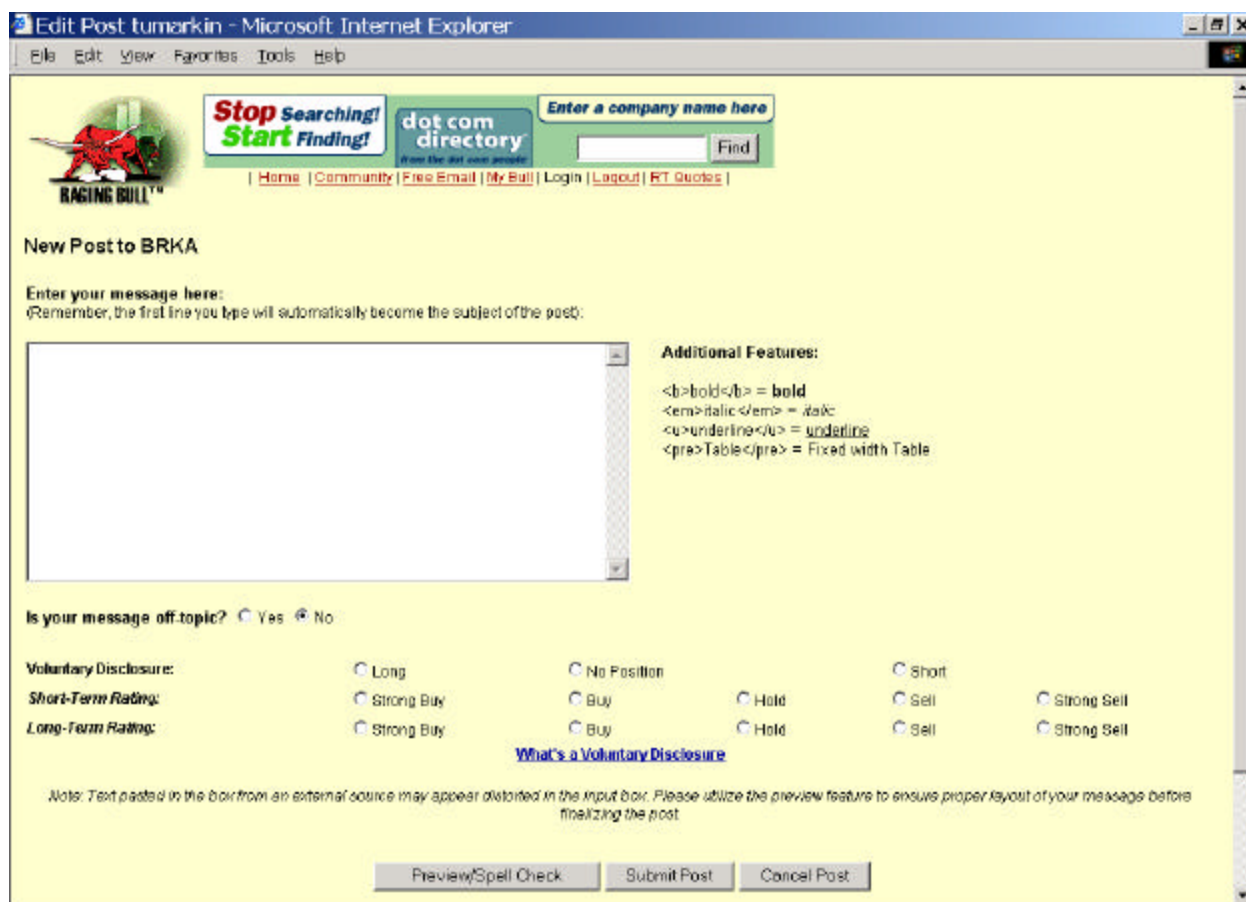 Edit Post tumarkin - Microsoft Internet Explorer
File Edit View Favorites Tools Help
Stop Searching!
Start Finding!
dot com
directory
from the dot com people
Enter a company name here
Find
RAGING BULL™
| Home | Community | Free Email | My Bull | Login | Logout | RT Quotes |
New Post to BRKA
Enter your message here:
(Remember, the first line you type will automatically become the subject of the post):
Additional Features:
<b>bold</b> = bold
<em>italic</em> = italic
<u>underline</u> = underline
<pre>Table</pre> = Fixed width Table
Is your message off-topic? Yes No
Voluntary Disclosure: Long No Position Short
Short-Term Rating: Strong Buy Buy Hold Sell Strong Sell
Long-Term Rating: Strong Buy Buy Hold Sell Strong Sell
What's a Voluntary Disclosure
Note: Text pasted in the box from an external source may appear distorted in the input box. Please utilize the preview feature to ensure proper layout of your message before
finalizing the post
Preview/Spell Check Submit Post Cancel Post